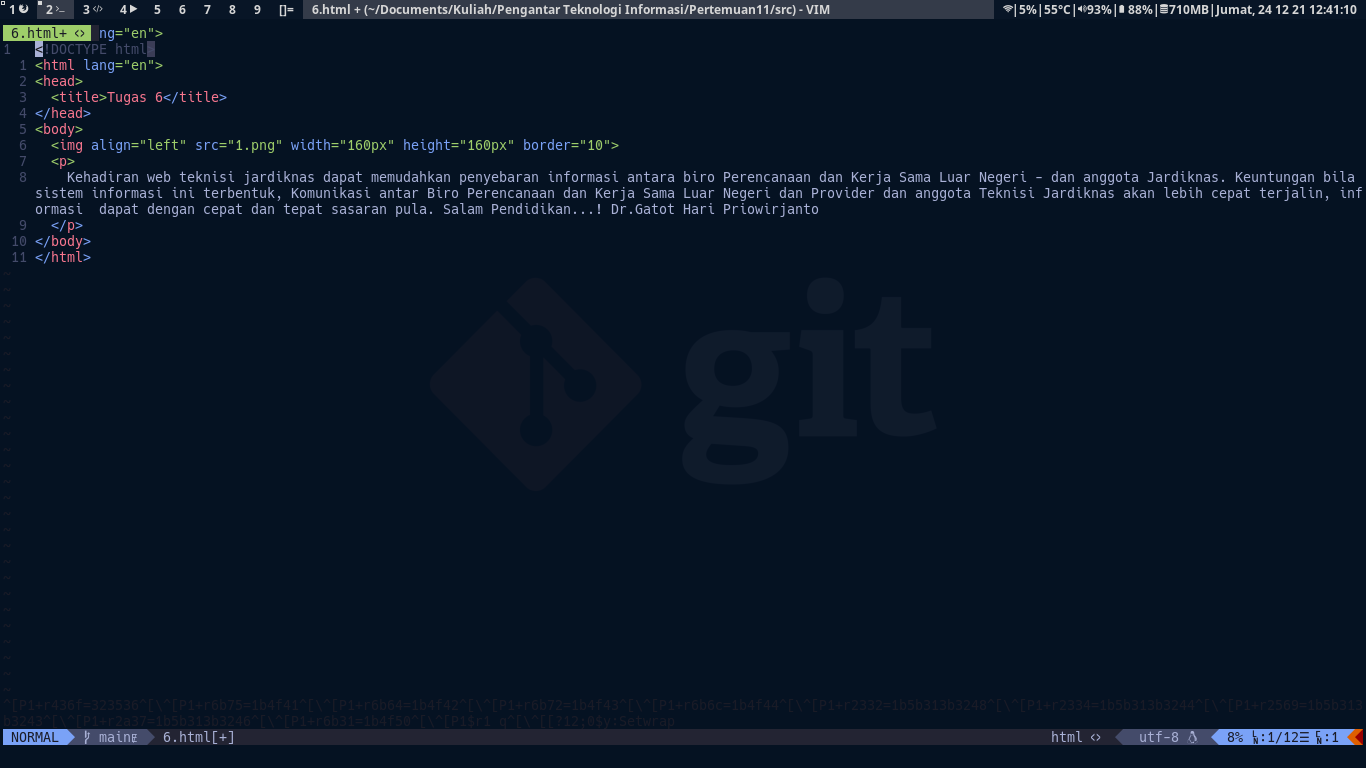 1 2 3 4 5 6 7 8 9 []= 6.html + (~/Documents/Kuliah/Pengantar Teknologi Informasi/Pertemuan11/src) - VIM |5%|55°C|93%|88%|710MB|Jumat, 24 12 21 12:41:10
6.html+ <> ng="en">
1 <!DOCTYPE html>
1 <html lang="en">
2 <head>
3 <title>Tugas 6</title>
4 </head>
5 <body>
6 <img align="left" src="1.png" width="160px" height="160px" border="10">
7 <p>
8 Kehadiran web teknisi jardiknas dapat memudahkan penyebaran informasi antara biro Perencanaan dan Kerja Sama Luar Negeri - dan anggota Jardiknas. Keuntungan bila
sistem informasi ini terbentuk, Komunikasi antar Biro Perencanaan dan Kerja Sama Luar Negeri dan Provider dan anggota Teknisi Jardiknas akan lebih cepat terjalin, inf
ormasi  dapat dengan cepat dan tepat sasaran pula. Salam Pendidikan...! Dr.Gatot Hari Priowirjanto
9 </p>
10 </body>
11 </html>
git
^[P1+r436f=323536^[\^[P1+r6b75=1b4f41^[\^[P1+r6b64=1b4f42^[\^[P1+r6b72=1b4f43^[\^[P1+r6b6c=1b4f44^[\^[P1+r2332=1b5b313b3248^[\^[P1+r2334=1b5b313b3244^[\^[P1+r2569=1b5b313
b3243^[\^[P1+r2a37=1b5b313b3246^[\^[P1+r6b31=1b4f50^[\^[P1$r1 q^[\^[[?12;0$y:Setwrap
NORMAL main 6.html[+] html <> utf-8 8% :1/12☰ :1